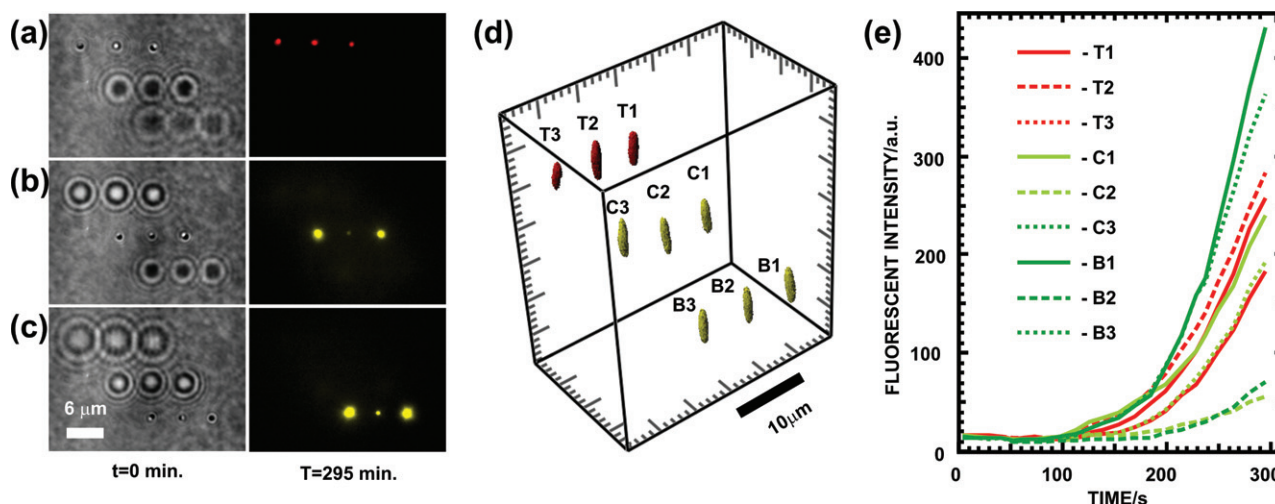 (a)
(b)
(c)
6 μm
t=0 min.
T=295 min.
(d)
T3 T2 T1
C3 C2 C1
B3 B2 B1
10μm
(e)
FLUORESCENT INTENSITY/a.u.
400
300
200
100
0
- T1
- T2
- T3
- C1
- C2
- C3
- B1
- B2
- B3
0 100 200 300
TIME/s